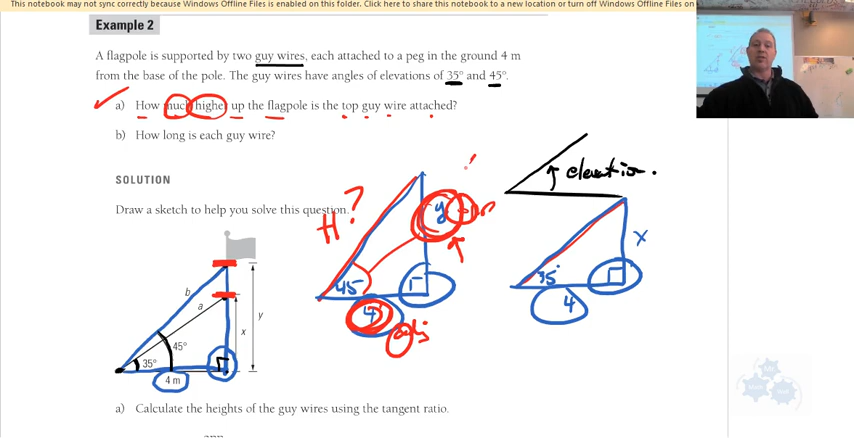 This notebook may not sync correctly because Windows Offline Files is enabled on this folder. Click here to share this notebook to a new location or turn off Windows Offline Files on
Example 2
A flagpole is supported by two guy wires, each attached to a peg in the ground 4 m
from the base of the pole. The guy wires have angles of elevations of 35° and 45°.
a) How much higher up the flagpole is the top guy wire attached?
b) How long is each guy wire?
SOLUTION
Draw a sketch to help you solve this question.
H?
y
45
4
adj
elevation.
x
35°
4
b
a
y
x
45°
35°
4 m
a) Calculate the heights of the guy wires using the tangent ratio.